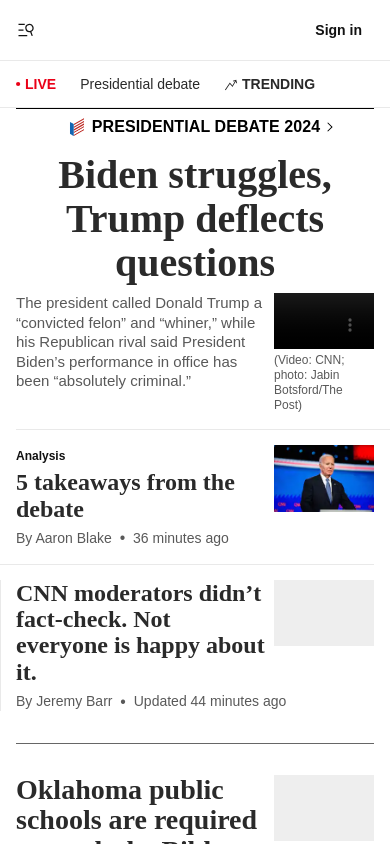 Sign in
LIVE
Presidential debate
TRENDING
PRESIDENTIAL DEBATE 2024
Biden struggles,
Trump deflects
questions
The president called Donald Trump a
“convicted felon” and “whiner,” while
his Republican rival said President
Biden’s performance in office has
been “absolutely criminal.”
(Video: CNN;
photo: Jabin
Botsford/The
Post)
Analysis
5 takeaways from the
debate
By Aaron Blake • 36 minutes ago
CNN moderators didn’t
fact-check. Not
everyone is happy about
it.
By Jeremy Barr • Updated 44 minutes ago
Oklahoma public
schools are required